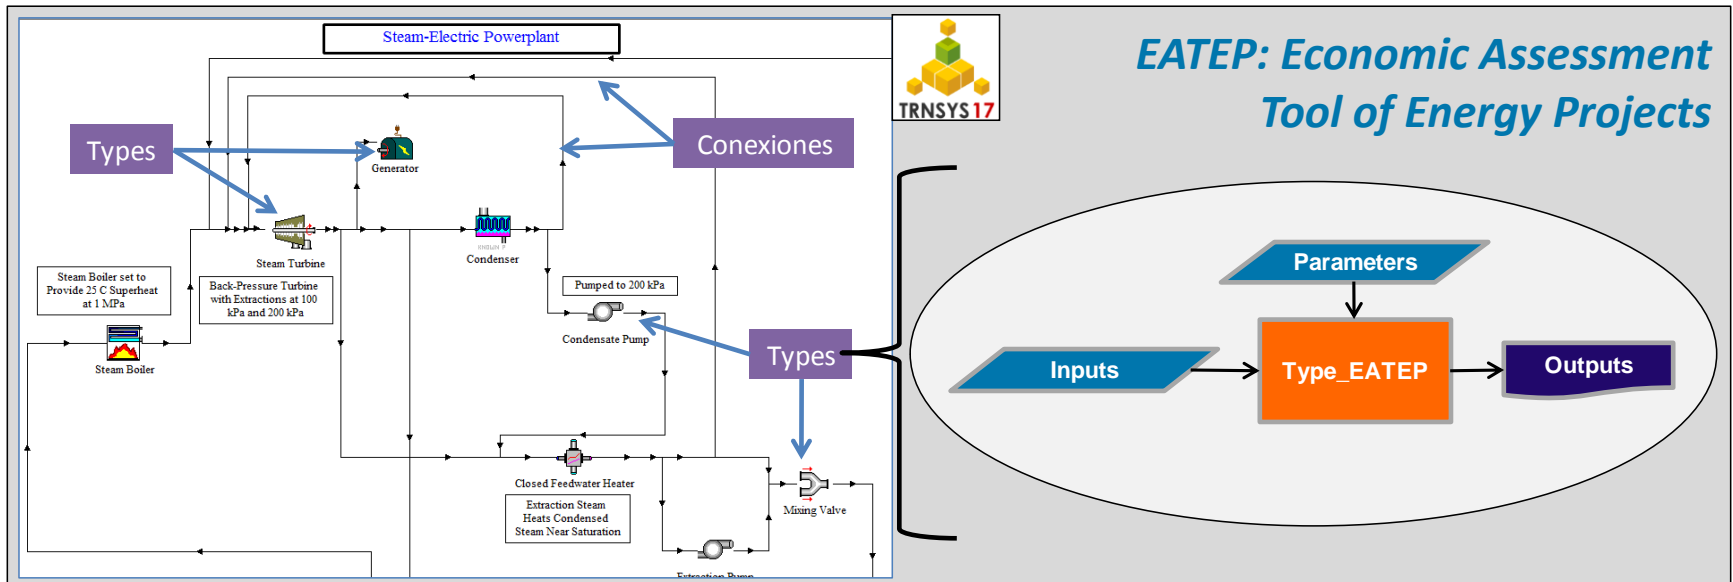 Steam-Electric Powerplant
TRNSYS 17
EATEP: Economic Assessment
Tool of Energy Projects
Types
Conexiones
Generator
Steam Turbine
KNOWN P
Condenser
Steam Boiler set to
Provide 25 C Superheat
at 1 MPa
Back-Pressure Turbine
with Extractions at 100
kPa and 200 kPa
Pumped to 200 kPa
Condensate Pump
Steam Boiler
Types
Parameters
Inputs
Type_EATEP
Outputs
Closed Feedwater Heater
Extraction Steam
Heats Condensed
Steam Near Saturation
Mixing Valve
Extraction Pump